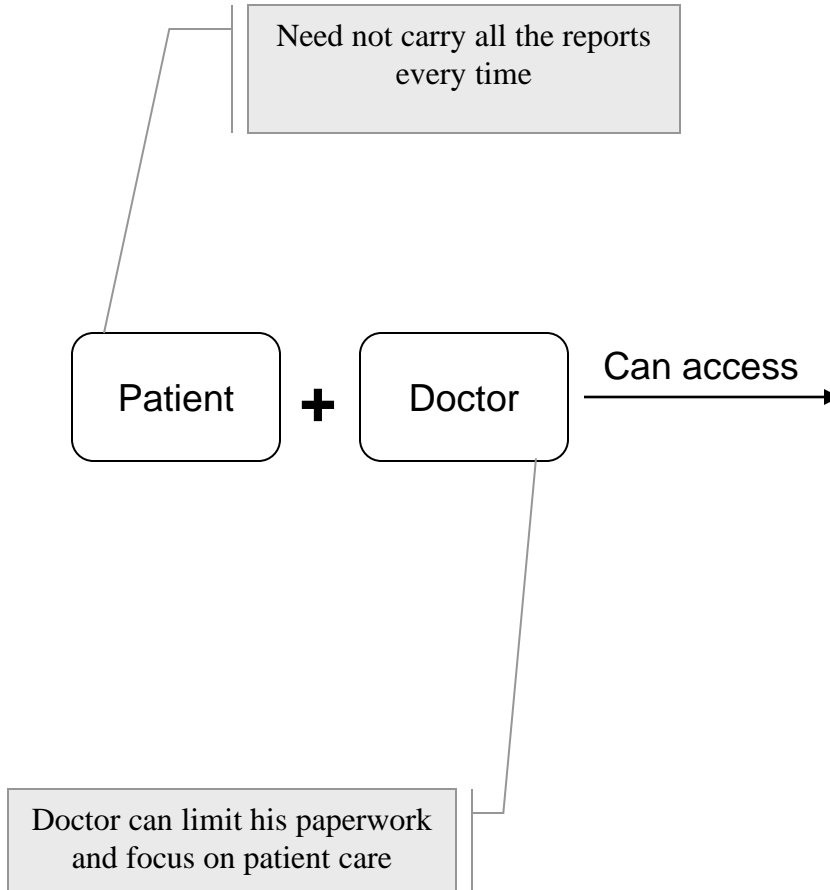 Need not carry all the reports
every time
Patient + Doctor
Can access
Doctor can limit his paperwork
and focus on patient care